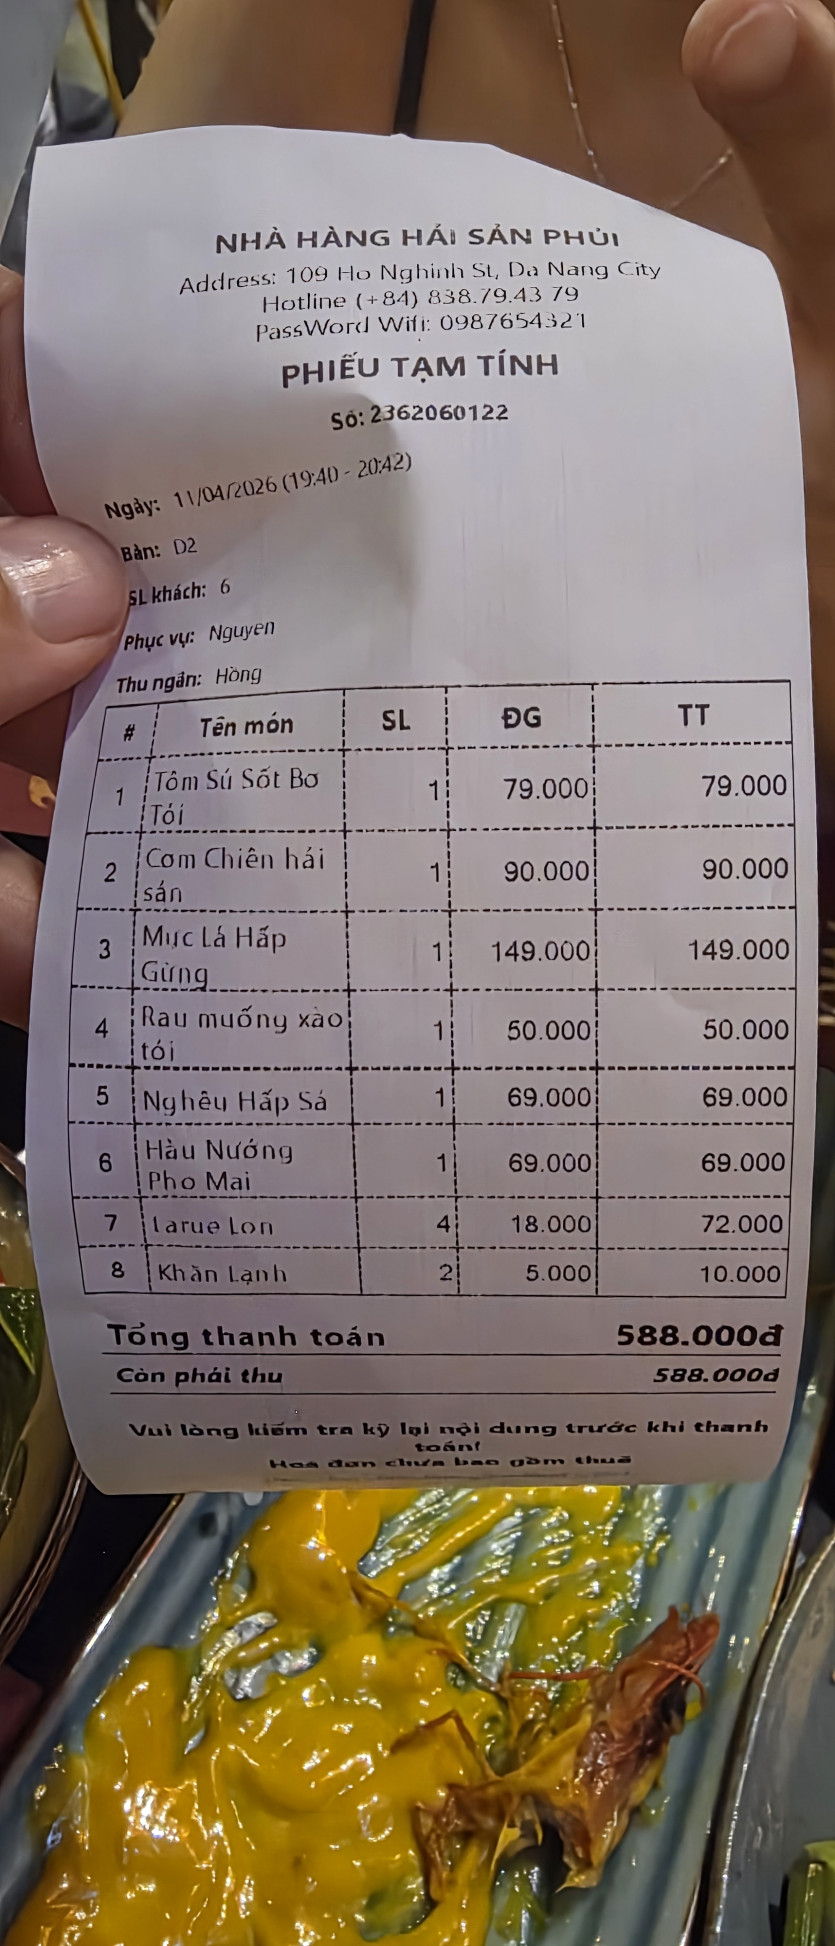 NHÀ HÀNG HẢI SẢN PHỦI
Address: 109 Ho Nghinh St, Da Nang City
Hotline (+84) 838.79.43 79
PassWord Wifi: 0987654321
PHIẾU TẠM TÍNH
Số: 2362060122
Ngày: 11/04/2026 (19:40 - 20:42)
Bàn: D2
SL khách: 6
Phục vụ: Nguyen
Thu ngân: Hồng
# Tên món SL ĐG TT
1 Tôm Sú Sốt Bơ Tỏi 1 79.000 79.000
2 Cơm Chiên hải sản 1 90.000 90.000
3 Mực Lá Hấp Gừng 1 149.000 149.000
4 Rau muống xào tỏi 1 50.000 50.000
5 Nghêu Hấp Sả 1 69.000 69.000
6 Hàu Nướng Pho Mai 1 69.000 69.000
7 Larue Lon 4 18.000 72.000
8 Khăn Lạnh 2 5.000 10.000
Tổng thanh toán 588.000đ
Còn phải thu 588.000đ
Vui lòng kiểm tra kỹ lại nội dung trước khi thanh
toán!
Hoá đơn chưa bao gồm thuế